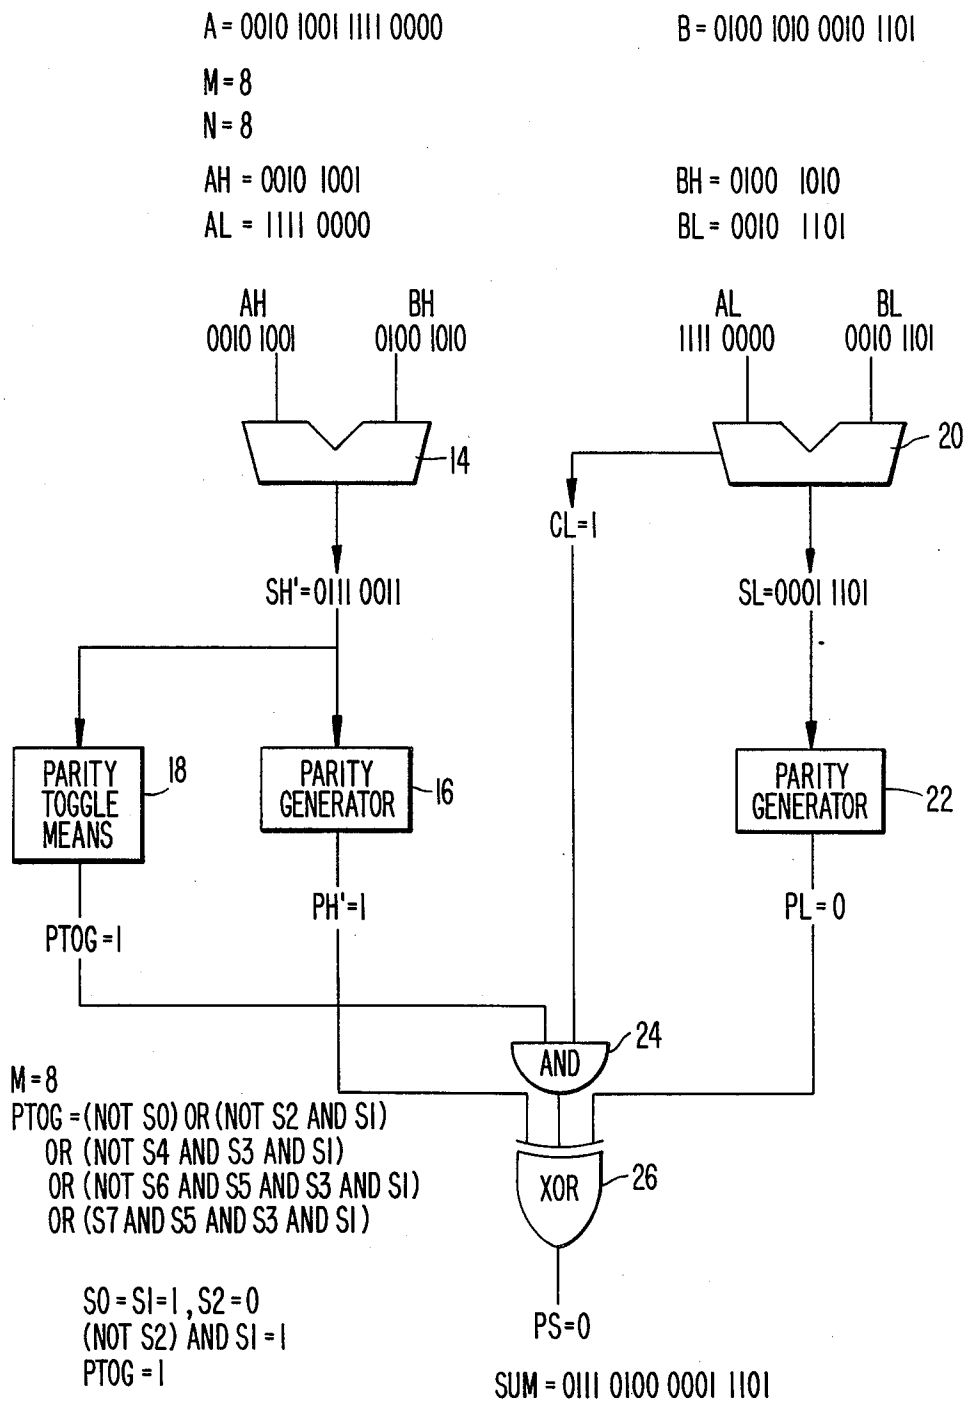 A = 0010 1001 1111 0000
B = 0100 1010 0010 1101
M = 8
N = 8
AH = 0010 1001
BH = 0100 1010
AL = 1111 0000
BL = 0010 1101
AH
0010 1001
BH
0100 1010
AL
1111 0000
BL
0010 1101
14
20
CL=1
SH'=0111 0011
SL=0001 1101
PARITY
TOGGLE
MEANS
18
PARITY
GENERATOR
16
PARITY
GENERATOR
22
PTOG =1
PH'=1
PL = 0
AND
24
M = 8
PTOG =(NOT S0) OR (NOT S2 AND S1)
OR (NOT S4 AND S3 AND S1)
OR (NOT S6 AND S5 AND S3 AND S1)
OR (S7 AND S5 AND S3 AND S1)
XOR
26
S0 = S1=1 , S2 = 0
(NOT S2) AND S1 = 1
PTOG = 1
PS=0
SUM = 0111 0100 0001 1101